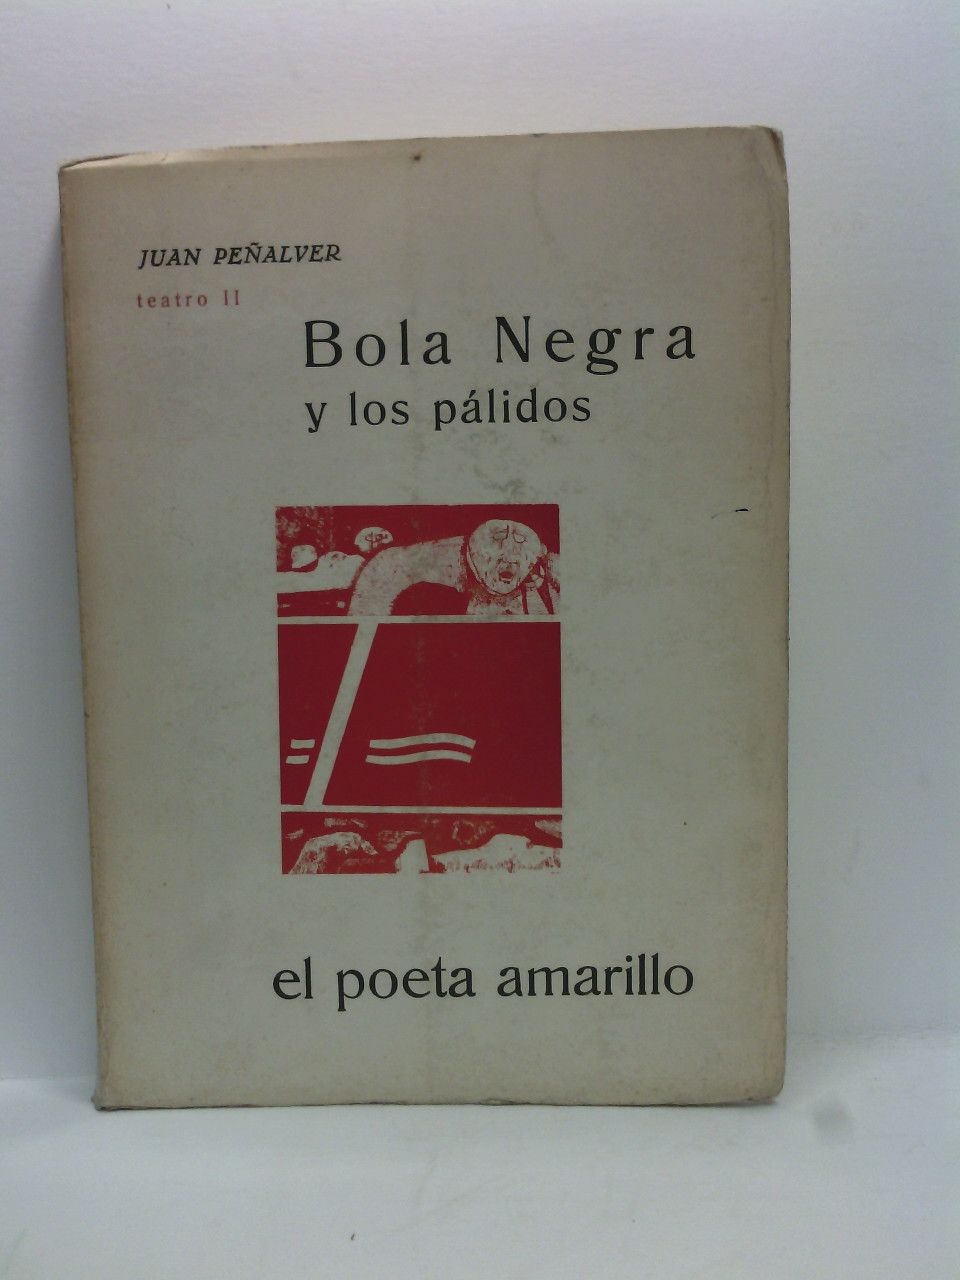 JUAN PEÑALVER
teatro II
Bola Negra
y los pálidos
el poeta amarillo